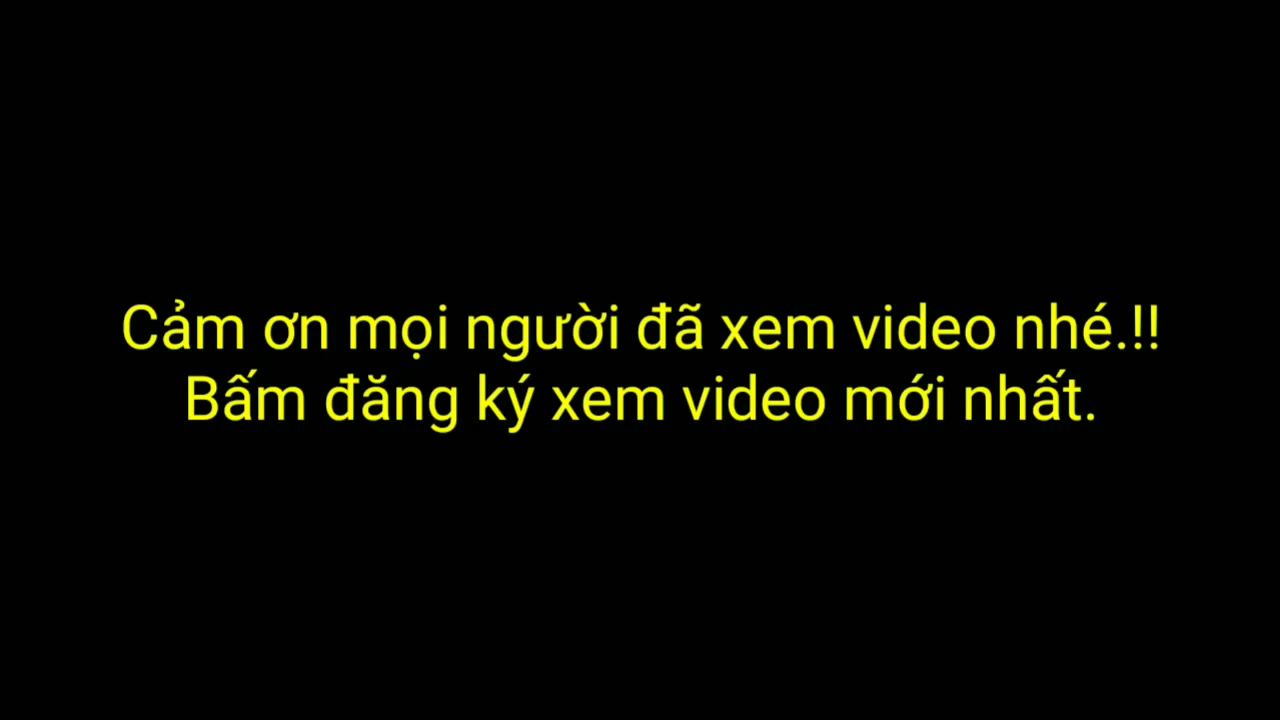 Cảm ơn mọi người đã xem video nhé.!!
Bấm đăng ký xem video mới nhất.